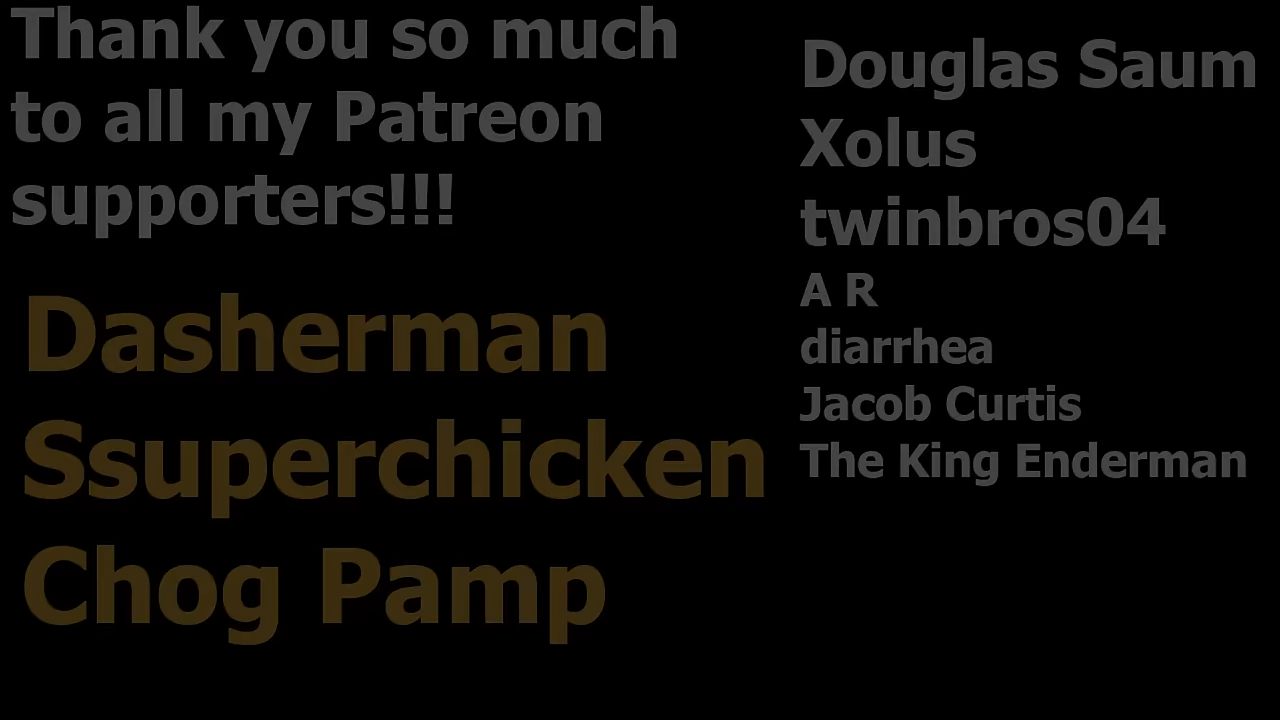 Thank you so much
to all my Patreon
supporters!!!
Dasherman
Ssuperchicken
Chog Pamp
Douglas Saum
Xolus
twinbros04
A R
diarrhea
Jacob Curtis
The King Enderman